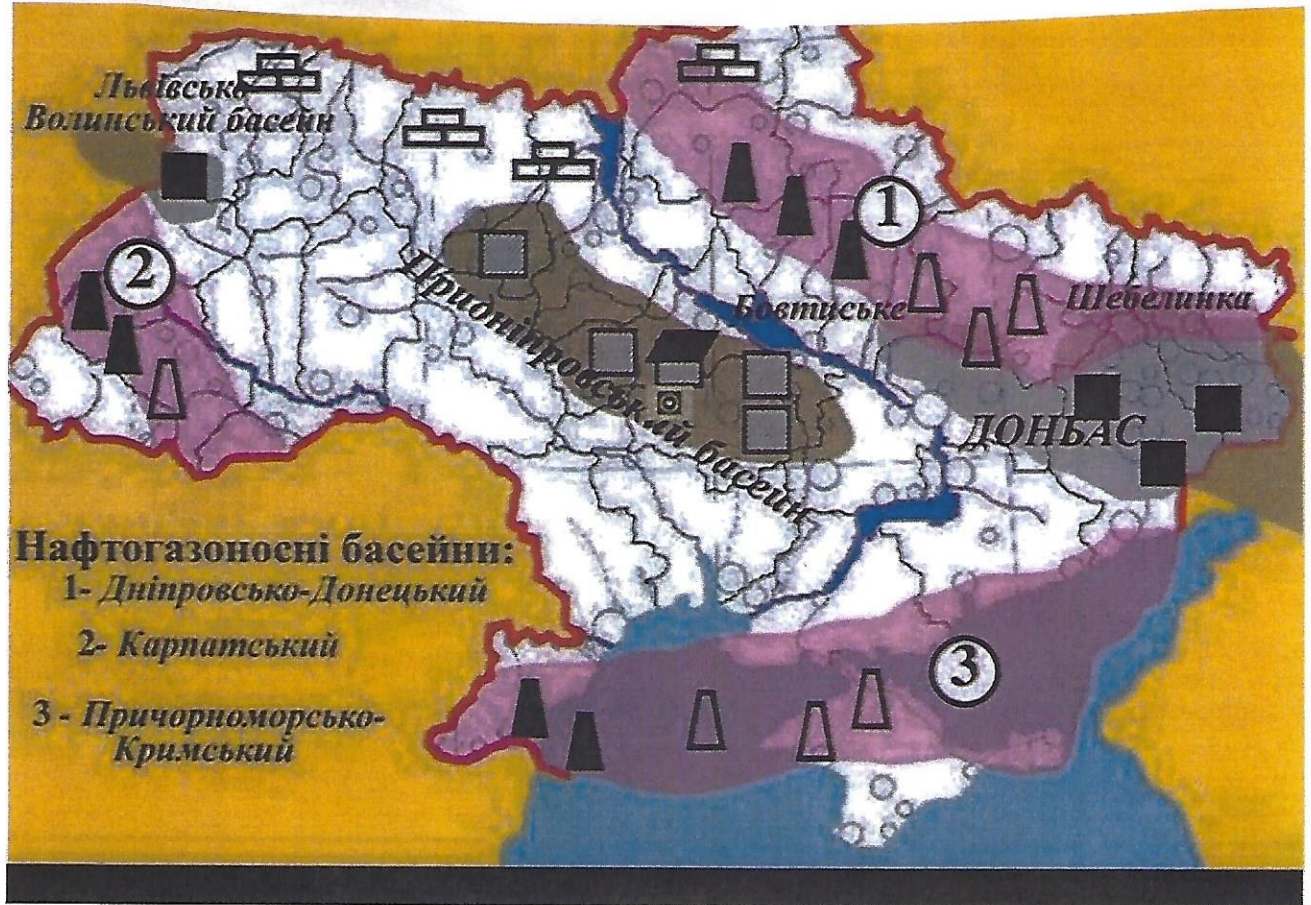 Львівсько
Волинський басейн
1
2
Придніпровський басейн
Бовтиське
Шебелинка
ДОНБАС
Нафтогазоносні басейни:
1- Дніпровсько-Донецький
2- Карпатський
3 - Причорноморсько-
Кримський
3